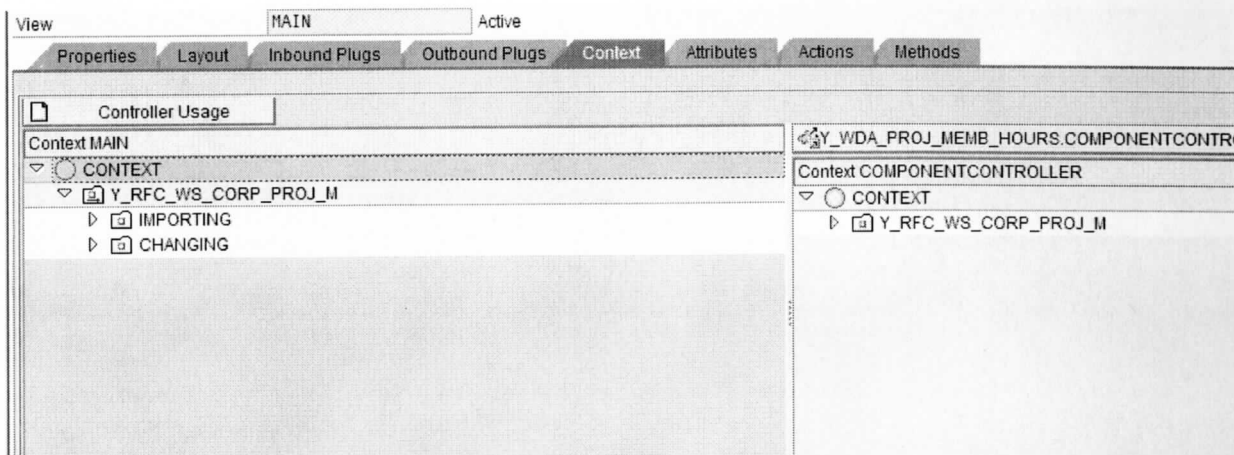 View MAIN Active
Properties Layout Inbound Plugs Outbound Plugs Context Attributes Actions Methods
Controller Usage
Context MAIN
CONTEXT
Y_RFC_WS_CORP_PROJ_M
IMPORTING
CHANGING
Y_WDA_PROJ_MEMB_HOURS.COMPONENTCONTR
Context COMPONENTCONTROLLER
CONTEXT
Y_RFC_WS_CORP_PROJ_M